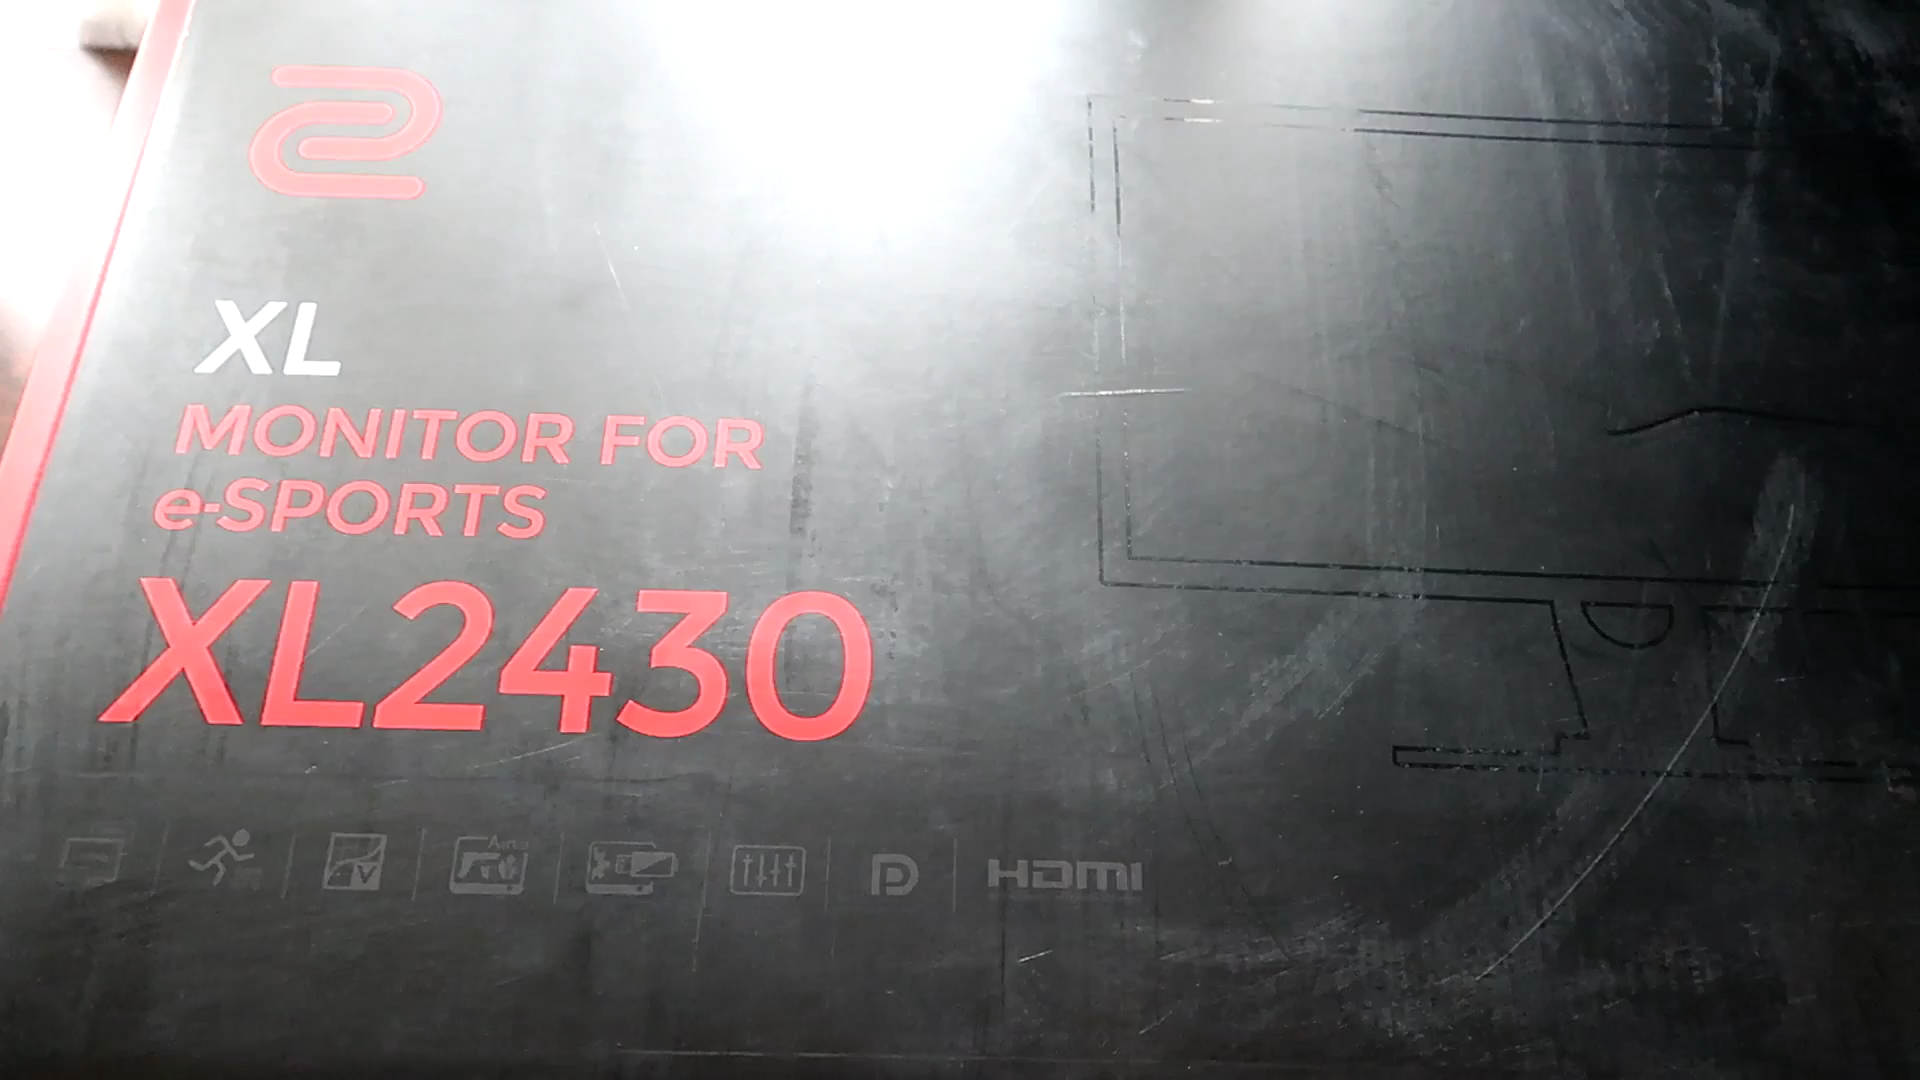 XL
MONITOR FOR
e-SPORTS
XL2430
HDMI